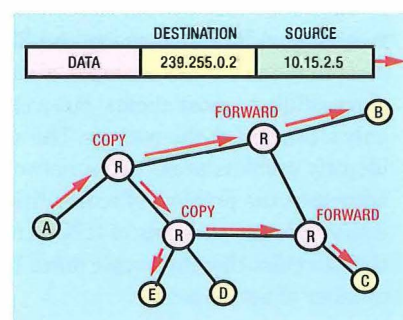 DESTINATION SOURCE
DATA 239.255.0.2 10.15.2.5
FORWARD
B
COPY
R
R
COPY
FORWARD
A
R
R
E
D
C